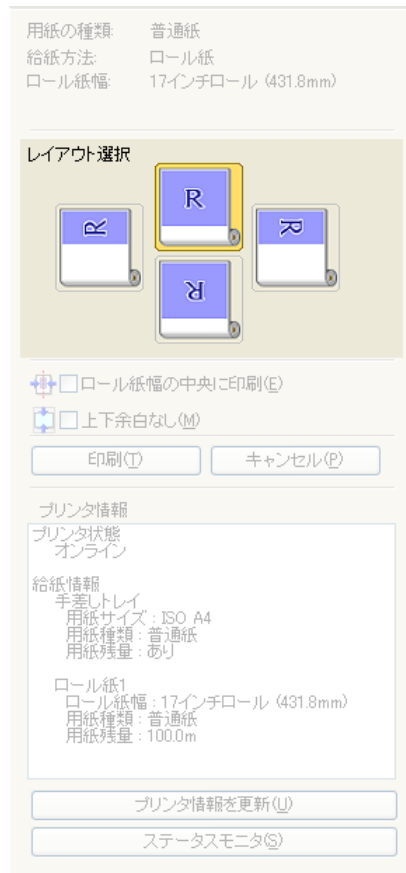 用紙の種類: 普通紙
給紙方法: ロール紙
ロール紙幅: 17インチロール (431.8mm)
レイアウト選択
R
R R
R
ロール紙幅の中央に印刷(E)
上下余白なし(M)
印刷(T) キャンセル(P)
プリンタ情報
プリンタ状態
オンライン
給紙情報
手差しトレイ
用紙サイズ : ISO A4
用紙種類 : 普通紙
用紙残量 : あり
ロール紙1
ロール紙幅 : 17インチロール (431.8mm)
用紙種類 : 普通紙
用紙残量 : 100.0m
プリンタ情報を更新(U)
ステータスモニタ(S)